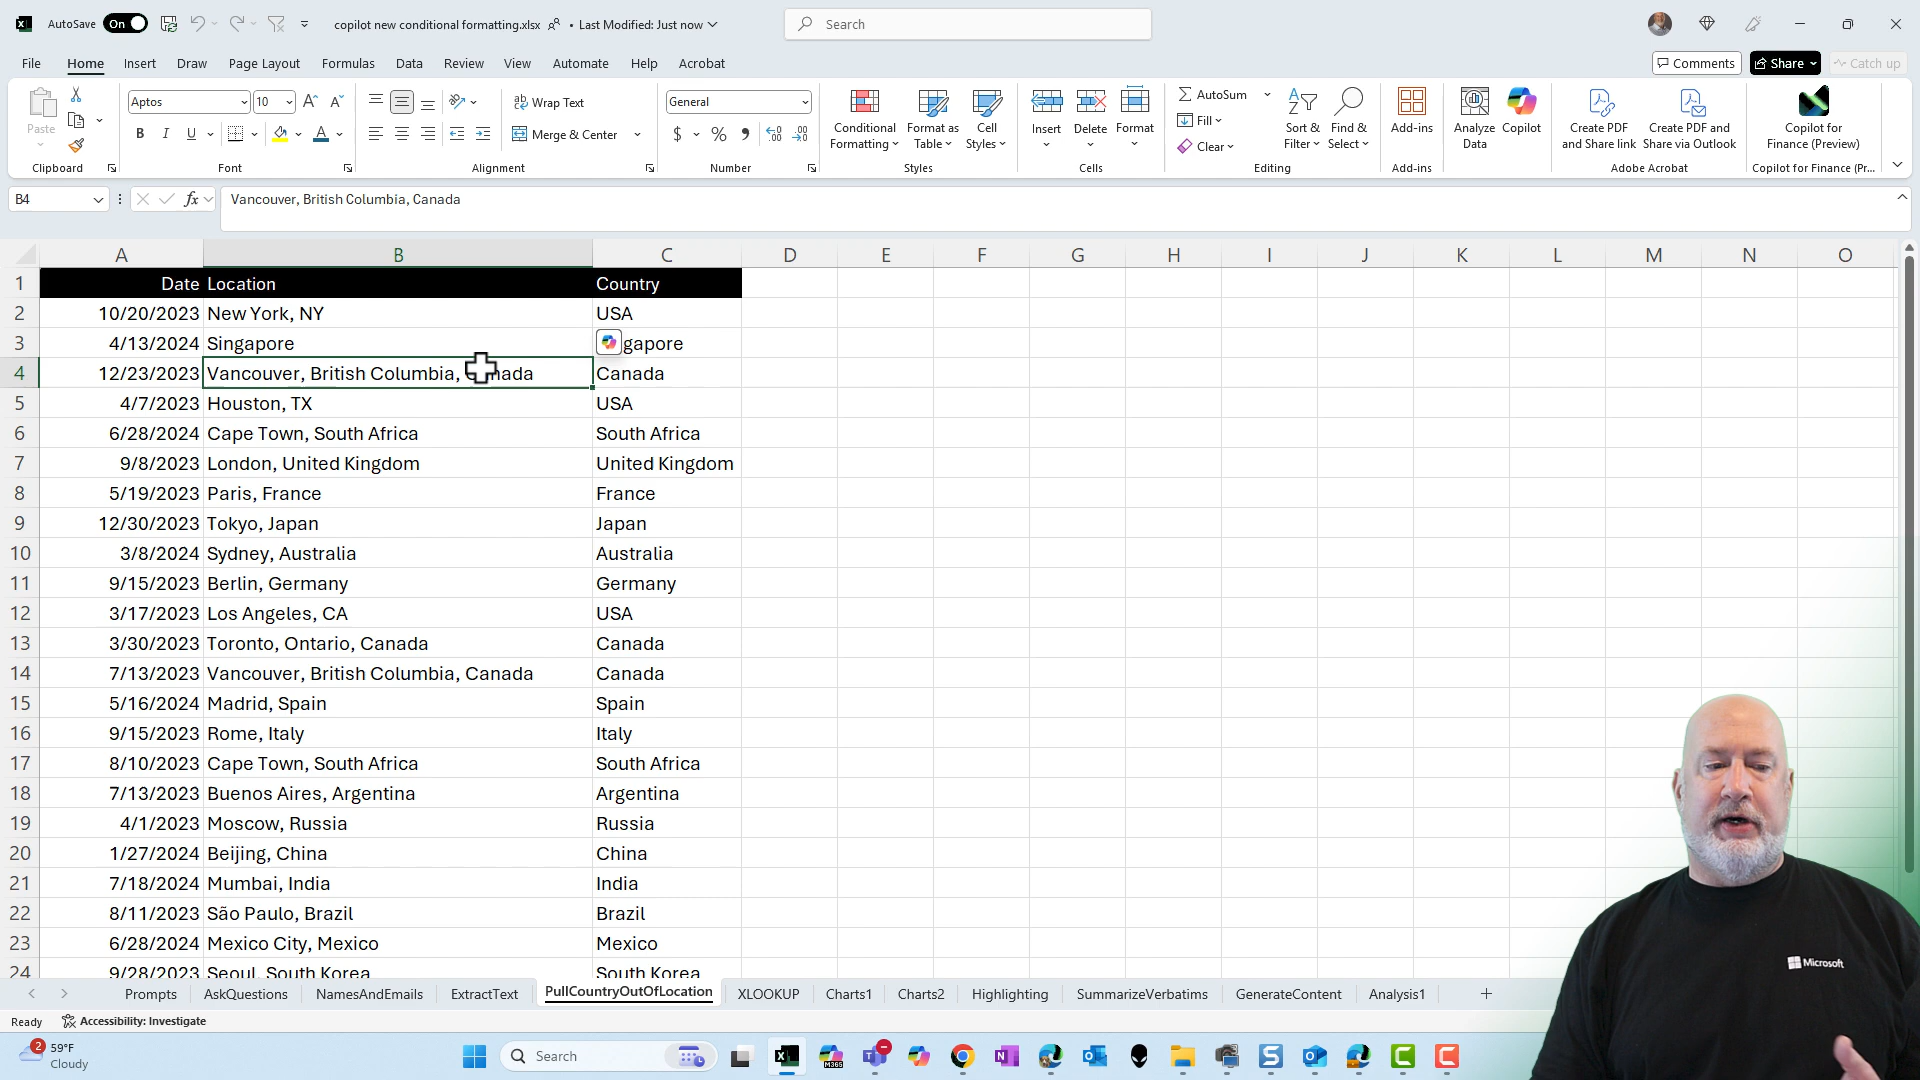 AutoSave On copilot new conditional formatting.xlsx • Last Modified: Just now Search
File Home Insert Draw Page Layout Formulas Data Review View Automate Help Acrobat Comments Share Catch up
Paste Aptos 10 Wrap Text General Conditional Formatting Format as Table Cell Styles Insert Delete Format AutoSum Sort & Filter Find & Select Add-ins Analyze Data Copilot Create PDF and Share link Create PDF and Share via Outlook Copilot for Finance (Preview)
B I U A Merge & Center $ % Fill Clear
Clipboard Font Alignment Number Styles Cells Editing Add-ins Adobe Acrobat Copilot for Finance (Pr...
B4 fx Vancouver, British Columbia, Canada
A B C D E F G H I J K L M N O
1 Date Location Country
2 10/20/2023 New York, NY USA
3 4/13/2024 Singapore gapore
4 12/23/2023 Vancouver, British Columbia, nada Canada
5 4/7/2023 Houston, TX USA
6 6/28/2024 Cape Town, South Africa South Africa
7 9/8/2023 London, United Kingdom United Kingdom
8 5/19/2023 Paris, France France
9 12/30/2023 Tokyo, Japan Japan
10 3/8/2024 Sydney, Australia Australia
11 9/15/2023 Berlin, Germany Germany
12 3/17/2023 Los Angeles, CA USA
13 3/30/2023 Toronto, Ontario, Canada Canada
14 7/13/2023 Vancouver, British Columbia, Canada Canada
15 5/16/2024 Madrid, Spain Spain
16 9/15/2023 Rome, Italy Italy
17 8/10/2023 Cape Town, South Africa South Africa
18 7/13/2023 Buenos Aires, Argentina Argentina
19 4/1/2023 Moscow, Russia Russia
20 1/27/2024 Beijing, China China
21 7/18/2024 Mumbai, India India
22 8/11/2023 São Paulo, Brazil Brazil
23 6/28/2024 Mexico City, Mexico Mexico
24 9/28/2023 Seoul, South Korea South Korea
Microsoft
Prompts AskQuestions NamesAndEmails ExtractText PullCountryOutOfLocation XLOOKUP Charts1 Charts2 Highlighting SummarizeVerbatims GenerateContent Analysis1
Ready Accessibility: Investigate
2 59°F
Cloudy
Search M365